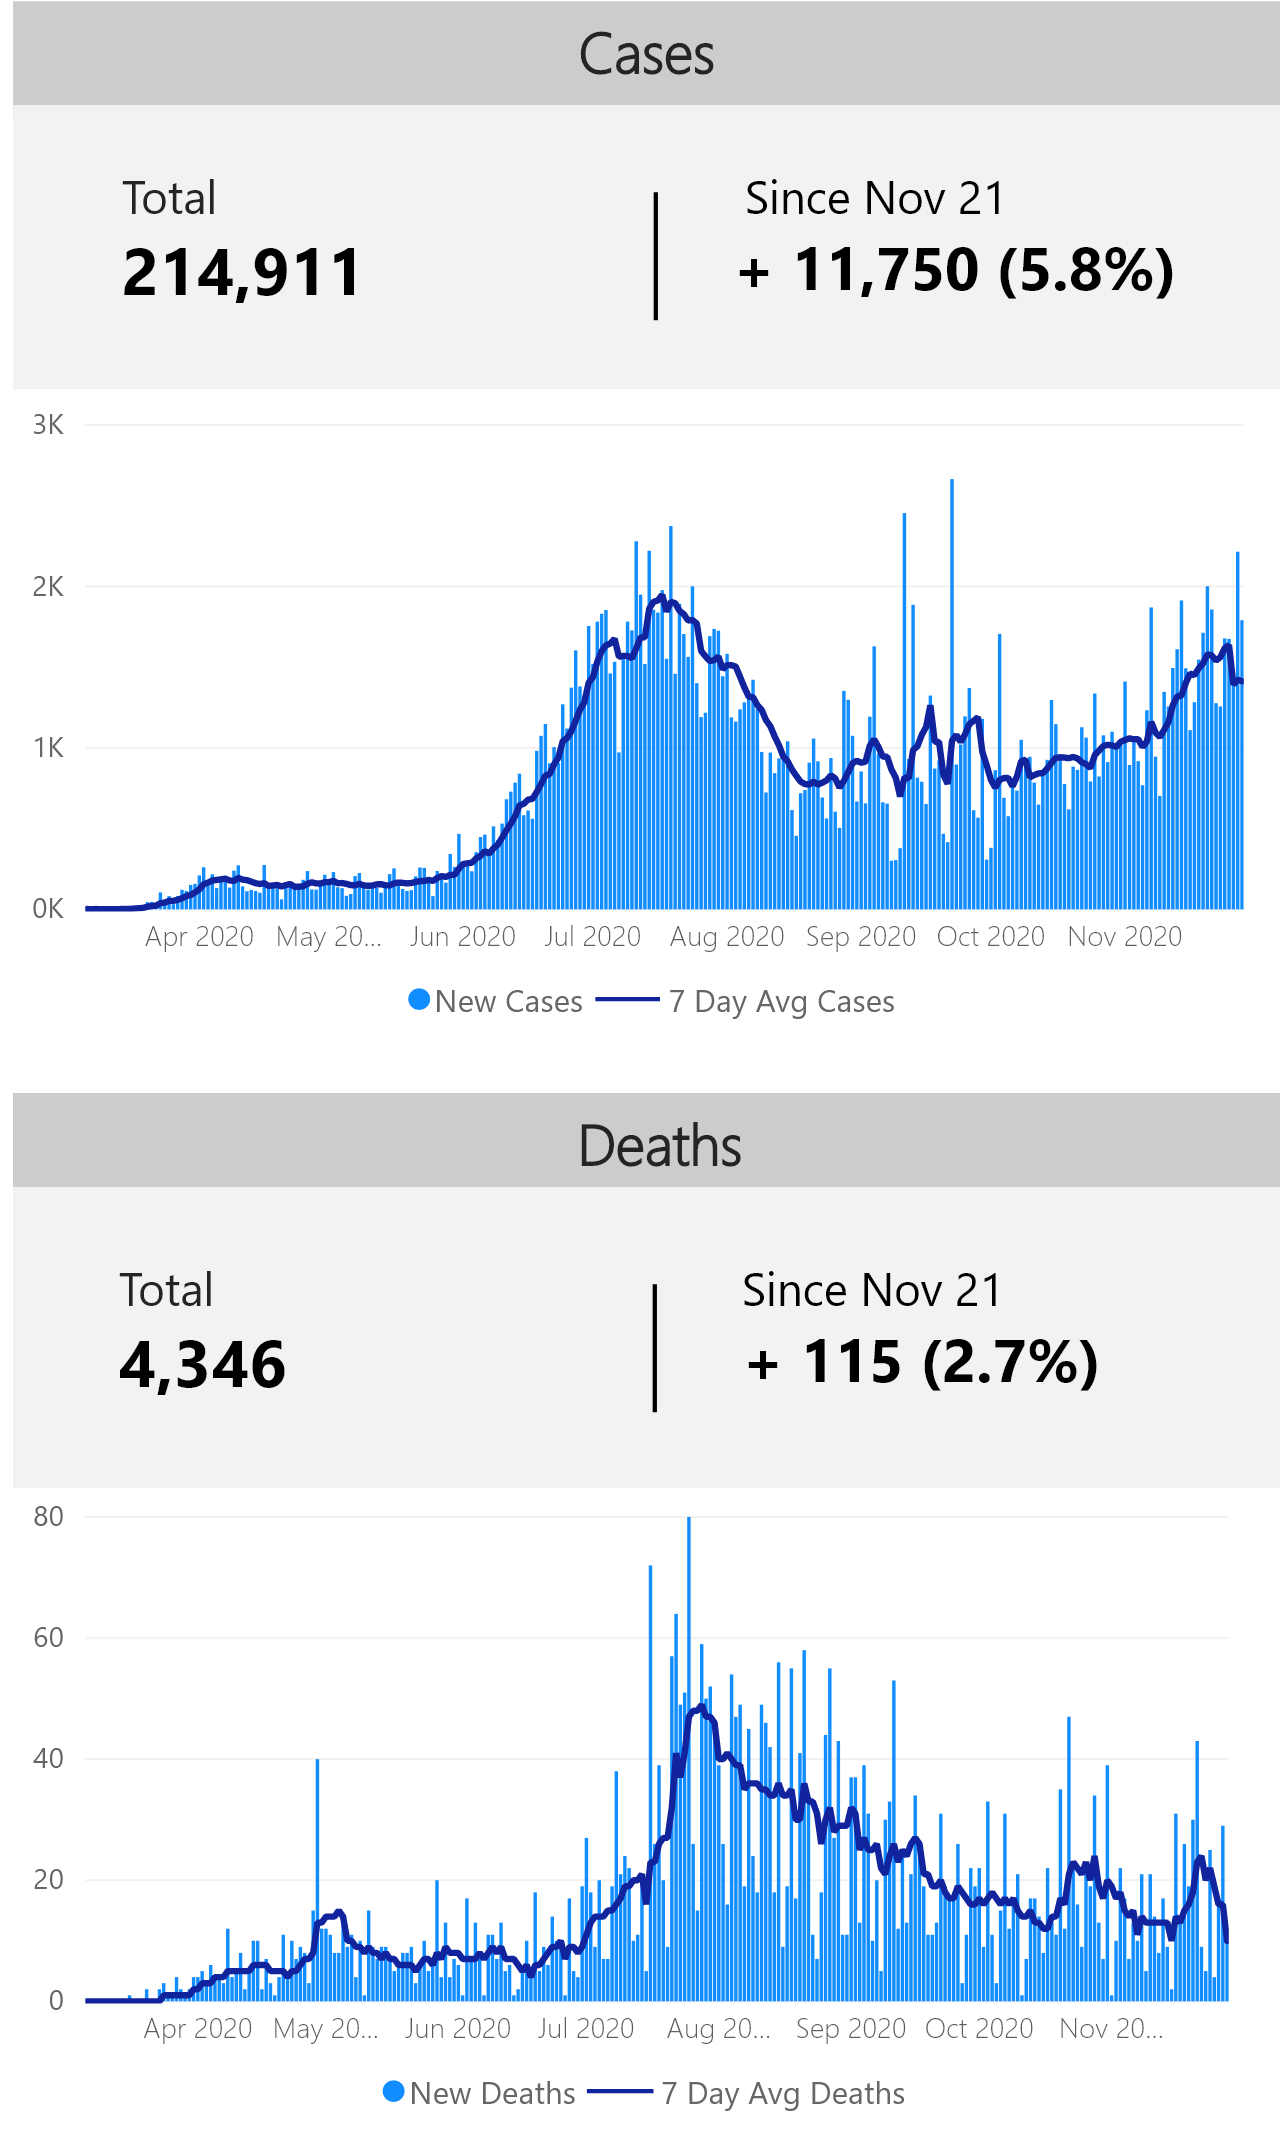 Cases
Total
Since Nov 21
214,911
+ 11,750 (5.8%)
3K
2K
1K
0K
Apr 2020 May 20... Jun 2020 Jul 2020 Aug 2020 Sep 2020 Oct 2020 Nov 2020
New Cases 7 Day Avg Cases
Deaths
Total
Since Nov 21
4,346
+ 115 (2.7%)
80
60
40
20
0
Apr 2020 May 20... Jun 2020 Jul 2020 Aug 20... Sep 2020 Oct 2020 Nov 20...
New Deaths 7 Day Avg Deaths